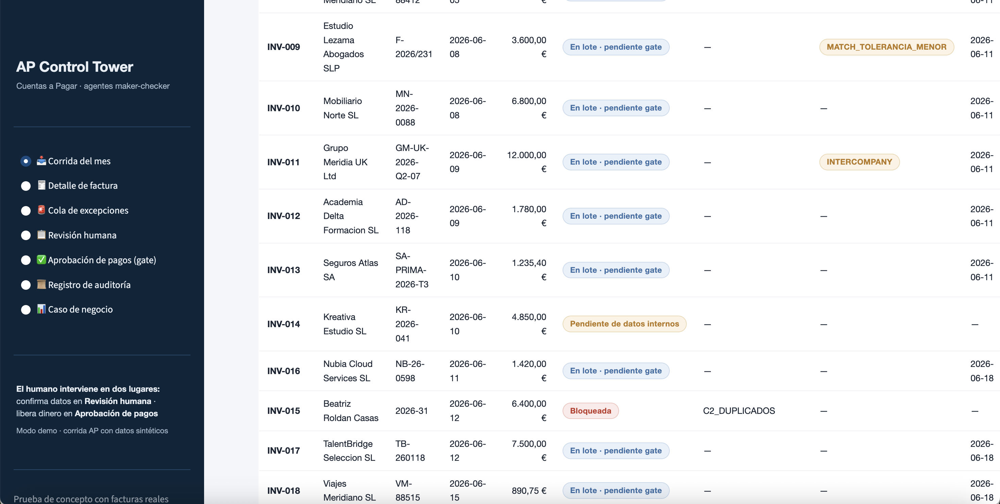 AP Control Tower
Cuentas a Pagar · agentes maker-checker
Corrida del mes
Detalle de factura
Cola de excepciones
Revisión humana
Aprobación de pagos (gate)
Registro de auditoría
Caso de negocio
El humano interviene en dos lugares:
confirma datos en Revisión humana ·
libera dinero en Aprobación de pagos
Modo demo · corrida AP con datos sintéticos
Prueba de concepto con facturas reales
Meridiano SL 88412 05 € 06-11
INV-009
Estudio
Lezama
Abogados
SLP
F-
2026/231
2026-06-
08
3.600,00
€
En lote · pendiente gate
—
MATCH_TOLERANCIA_MENOR
2026-
06-11
INV-010
Mobiliario
Norte SL
MN-
2026-
0088
2026-06-
08
6.800,00
€
En lote · pendiente gate
—
—
2026-
06-11
INV-011
Grupo
Meridia UK
Ltd
GM-UK-
2026-
Q2-07
2026-06-
09
12.000,00
€
En lote · pendiente gate
—
INTERCOMPANY
2026-
06-11
INV-012
Academia
Delta
Formacion SL
AD-
2026-
118
2026-06-
09
1.780,00
€
En lote · pendiente gate
—
—
2026-
06-11
INV-013
Seguros Atlas
SA
SA-
PRIMA-
2026-T3
2026-06-
10
1.235,40
€
En lote · pendiente gate
—
—
2026-
06-11
INV-014
Kreativa
Estudio SL
KR-
2026-
041
2026-06-
10
4.850,00
€
Pendiente de datos internos
—
—
—
INV-016
Nubia Cloud
Services SL
NB-26-
0598
2026-06-
11
1.420,00
€
En lote · pendiente gate
—
—
2026-
06-18
INV-015
Beatriz
Roldan Casas
2026-31
2026-06-
12
6.400,00
€
Bloqueada
C2_DUPLICADOS
—
—
INV-017
TalentBridge
Seleccion SL
TB-
260118
2026-06-
12
7.500,00
€
En lote · pendiente gate
—
—
2026-
06-18
INV-018
Viajes
Meridiano SL
VM-
88515
2026-06-
15
890,75 €
En lote · pendiente gate
—
—
2026-
06-18